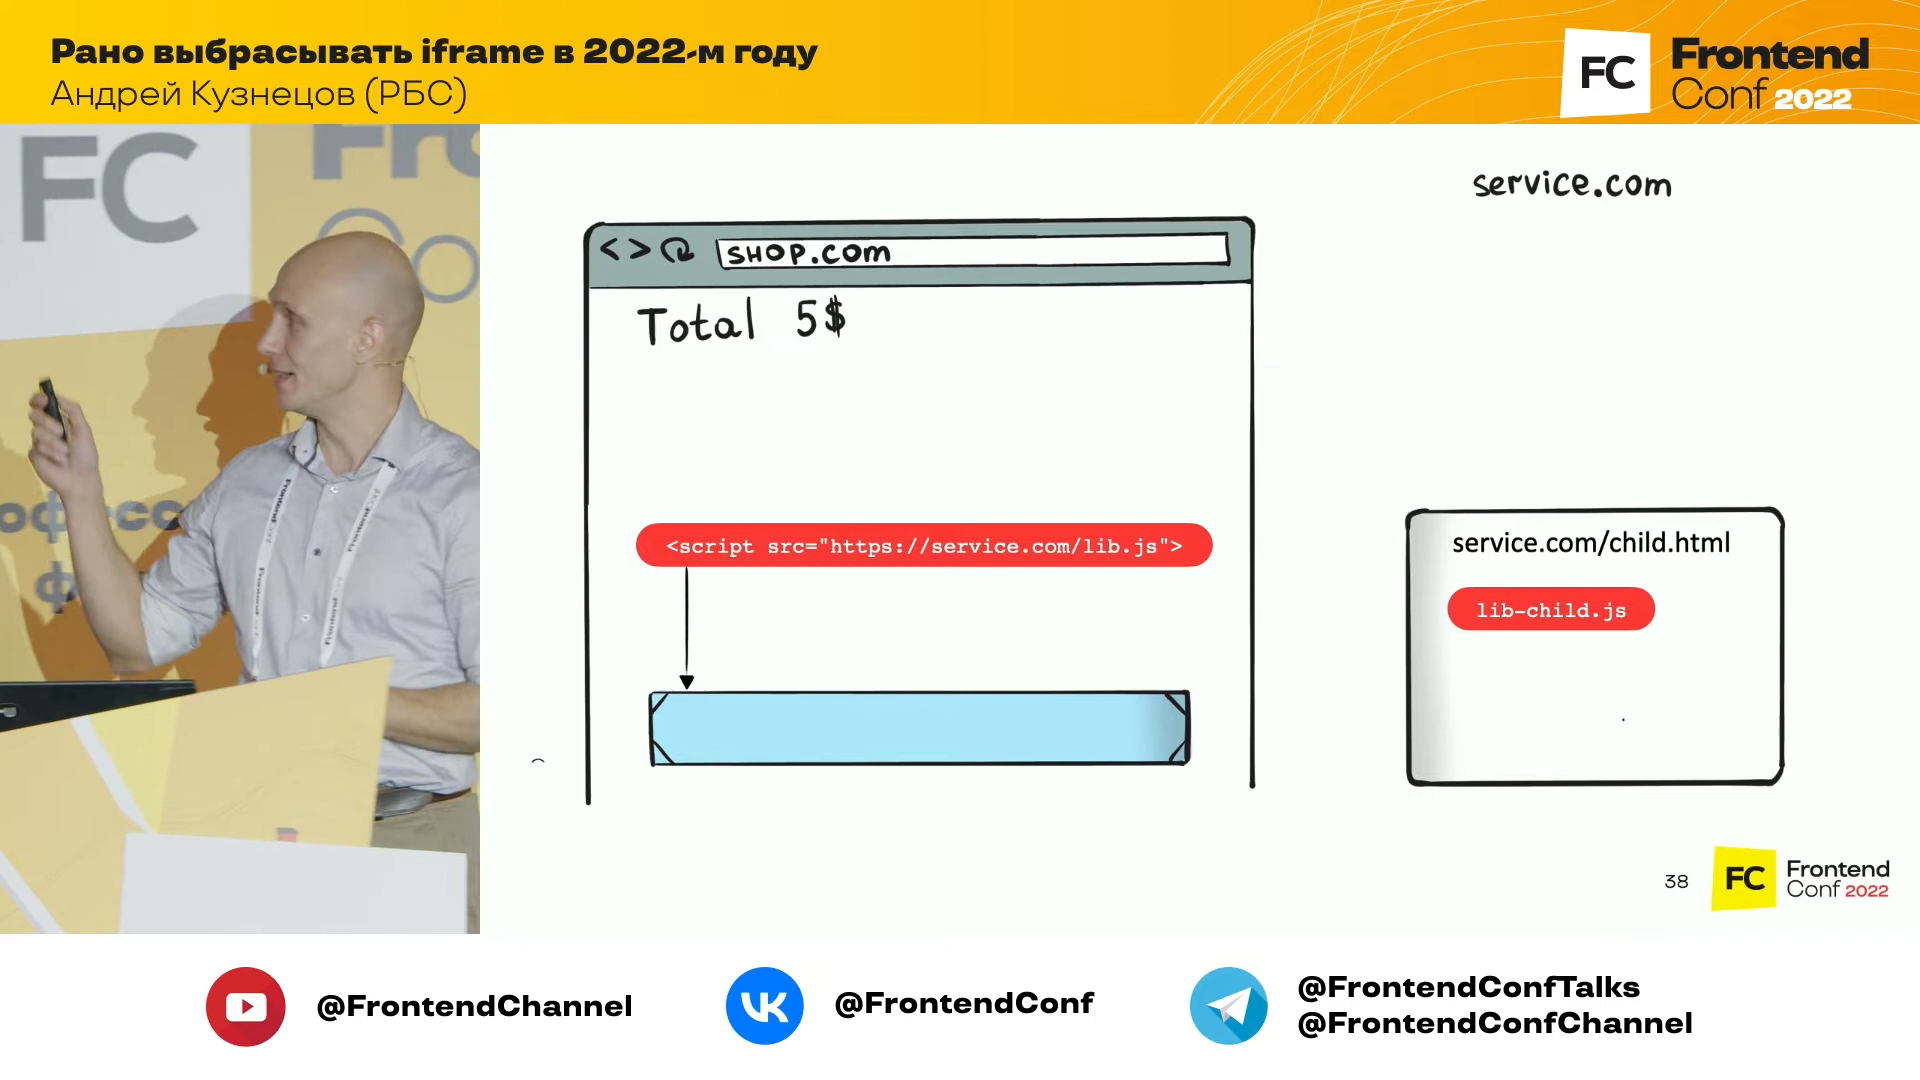 Рано выбрасывать iframe в 2022-м году
Андрей Кузнецов (РБС)
FC
Frontend
Conf 2022
FC
service.com
< >
SHOP.COM
Total 5$
<script src="https://service.com/lib.js">
service.com/child.html
lib-child.js
38
FC
Frontend
Conf 2022
@FrontendChannel
@FrontendConf
@FrontendConfTalks
@FrontendConfChannel